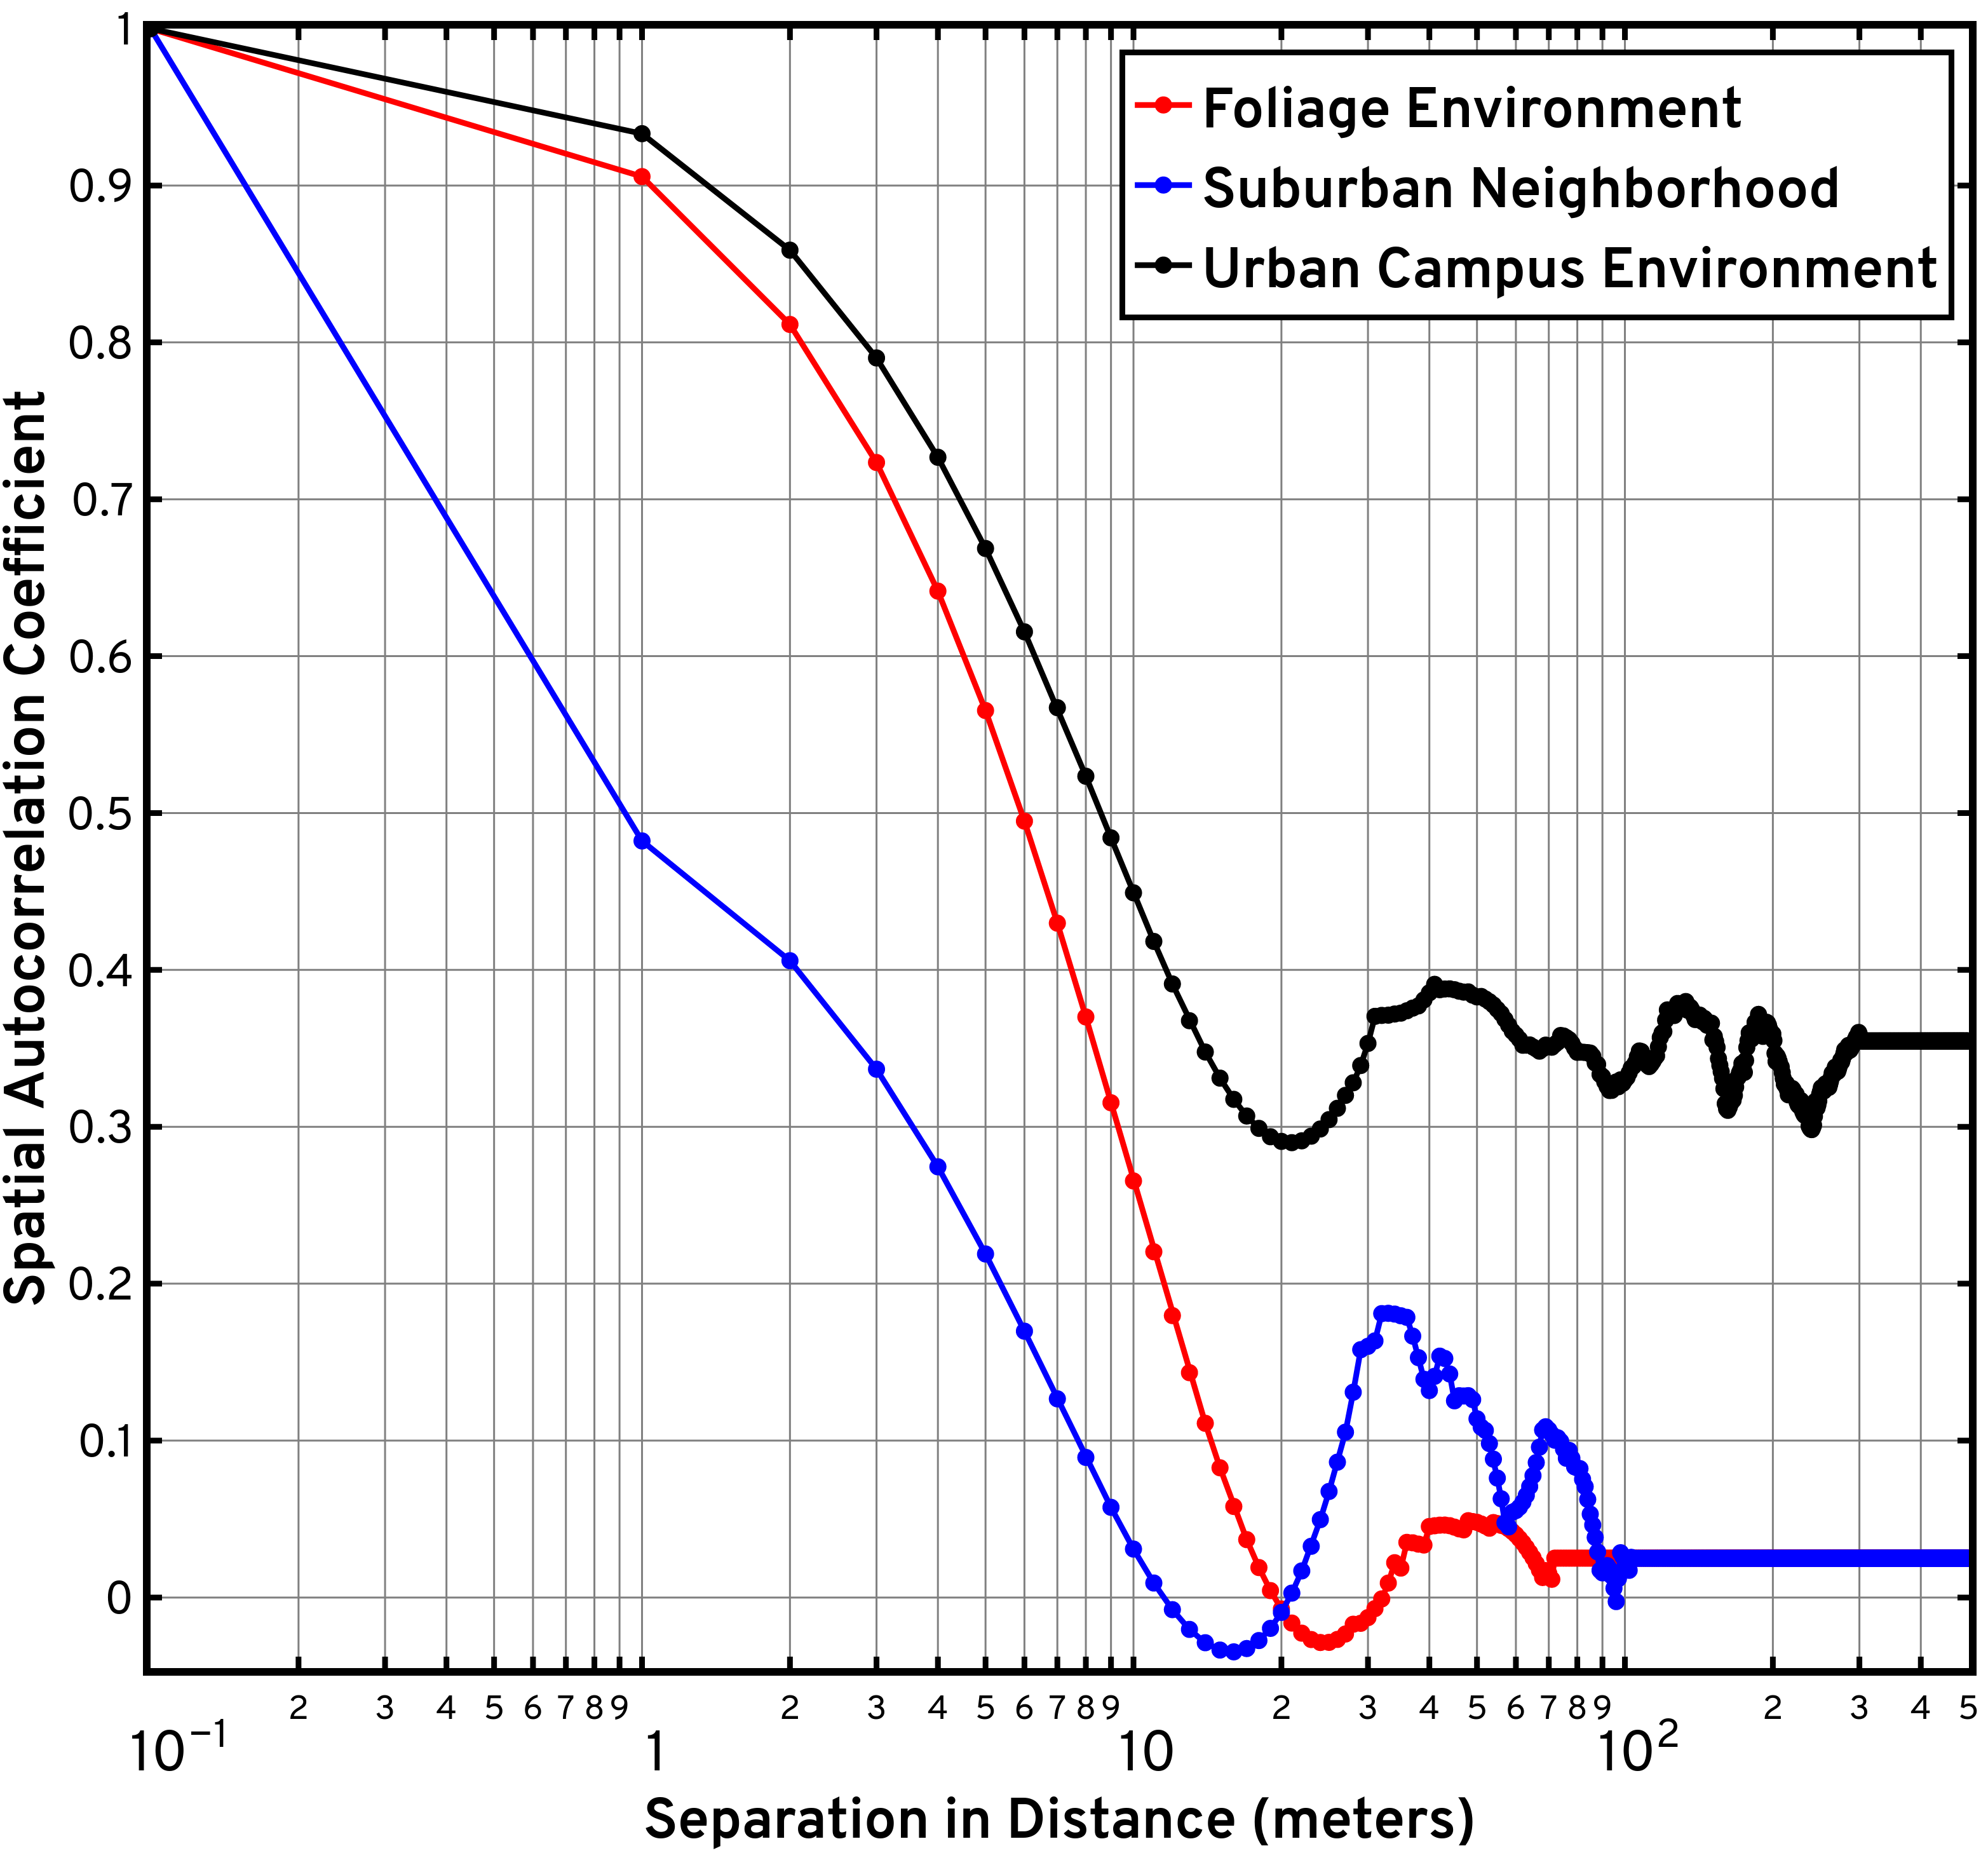 1
0.9
0.8
0.7
0.6
0.5
0.4
0.3
0.2
0.1
0
Spatial Autocorrelation Coefficient
Foliage Environment
Suburban Neighborhood
Urban Campus Environment
2 3 4 5 6 7 8 9 2 3 4 5 6 7 8 9 2 3 4 5 6 7 8 9 2 3 4 5
10⁻¹ 1 10 10²
Separation in Distance (meters)